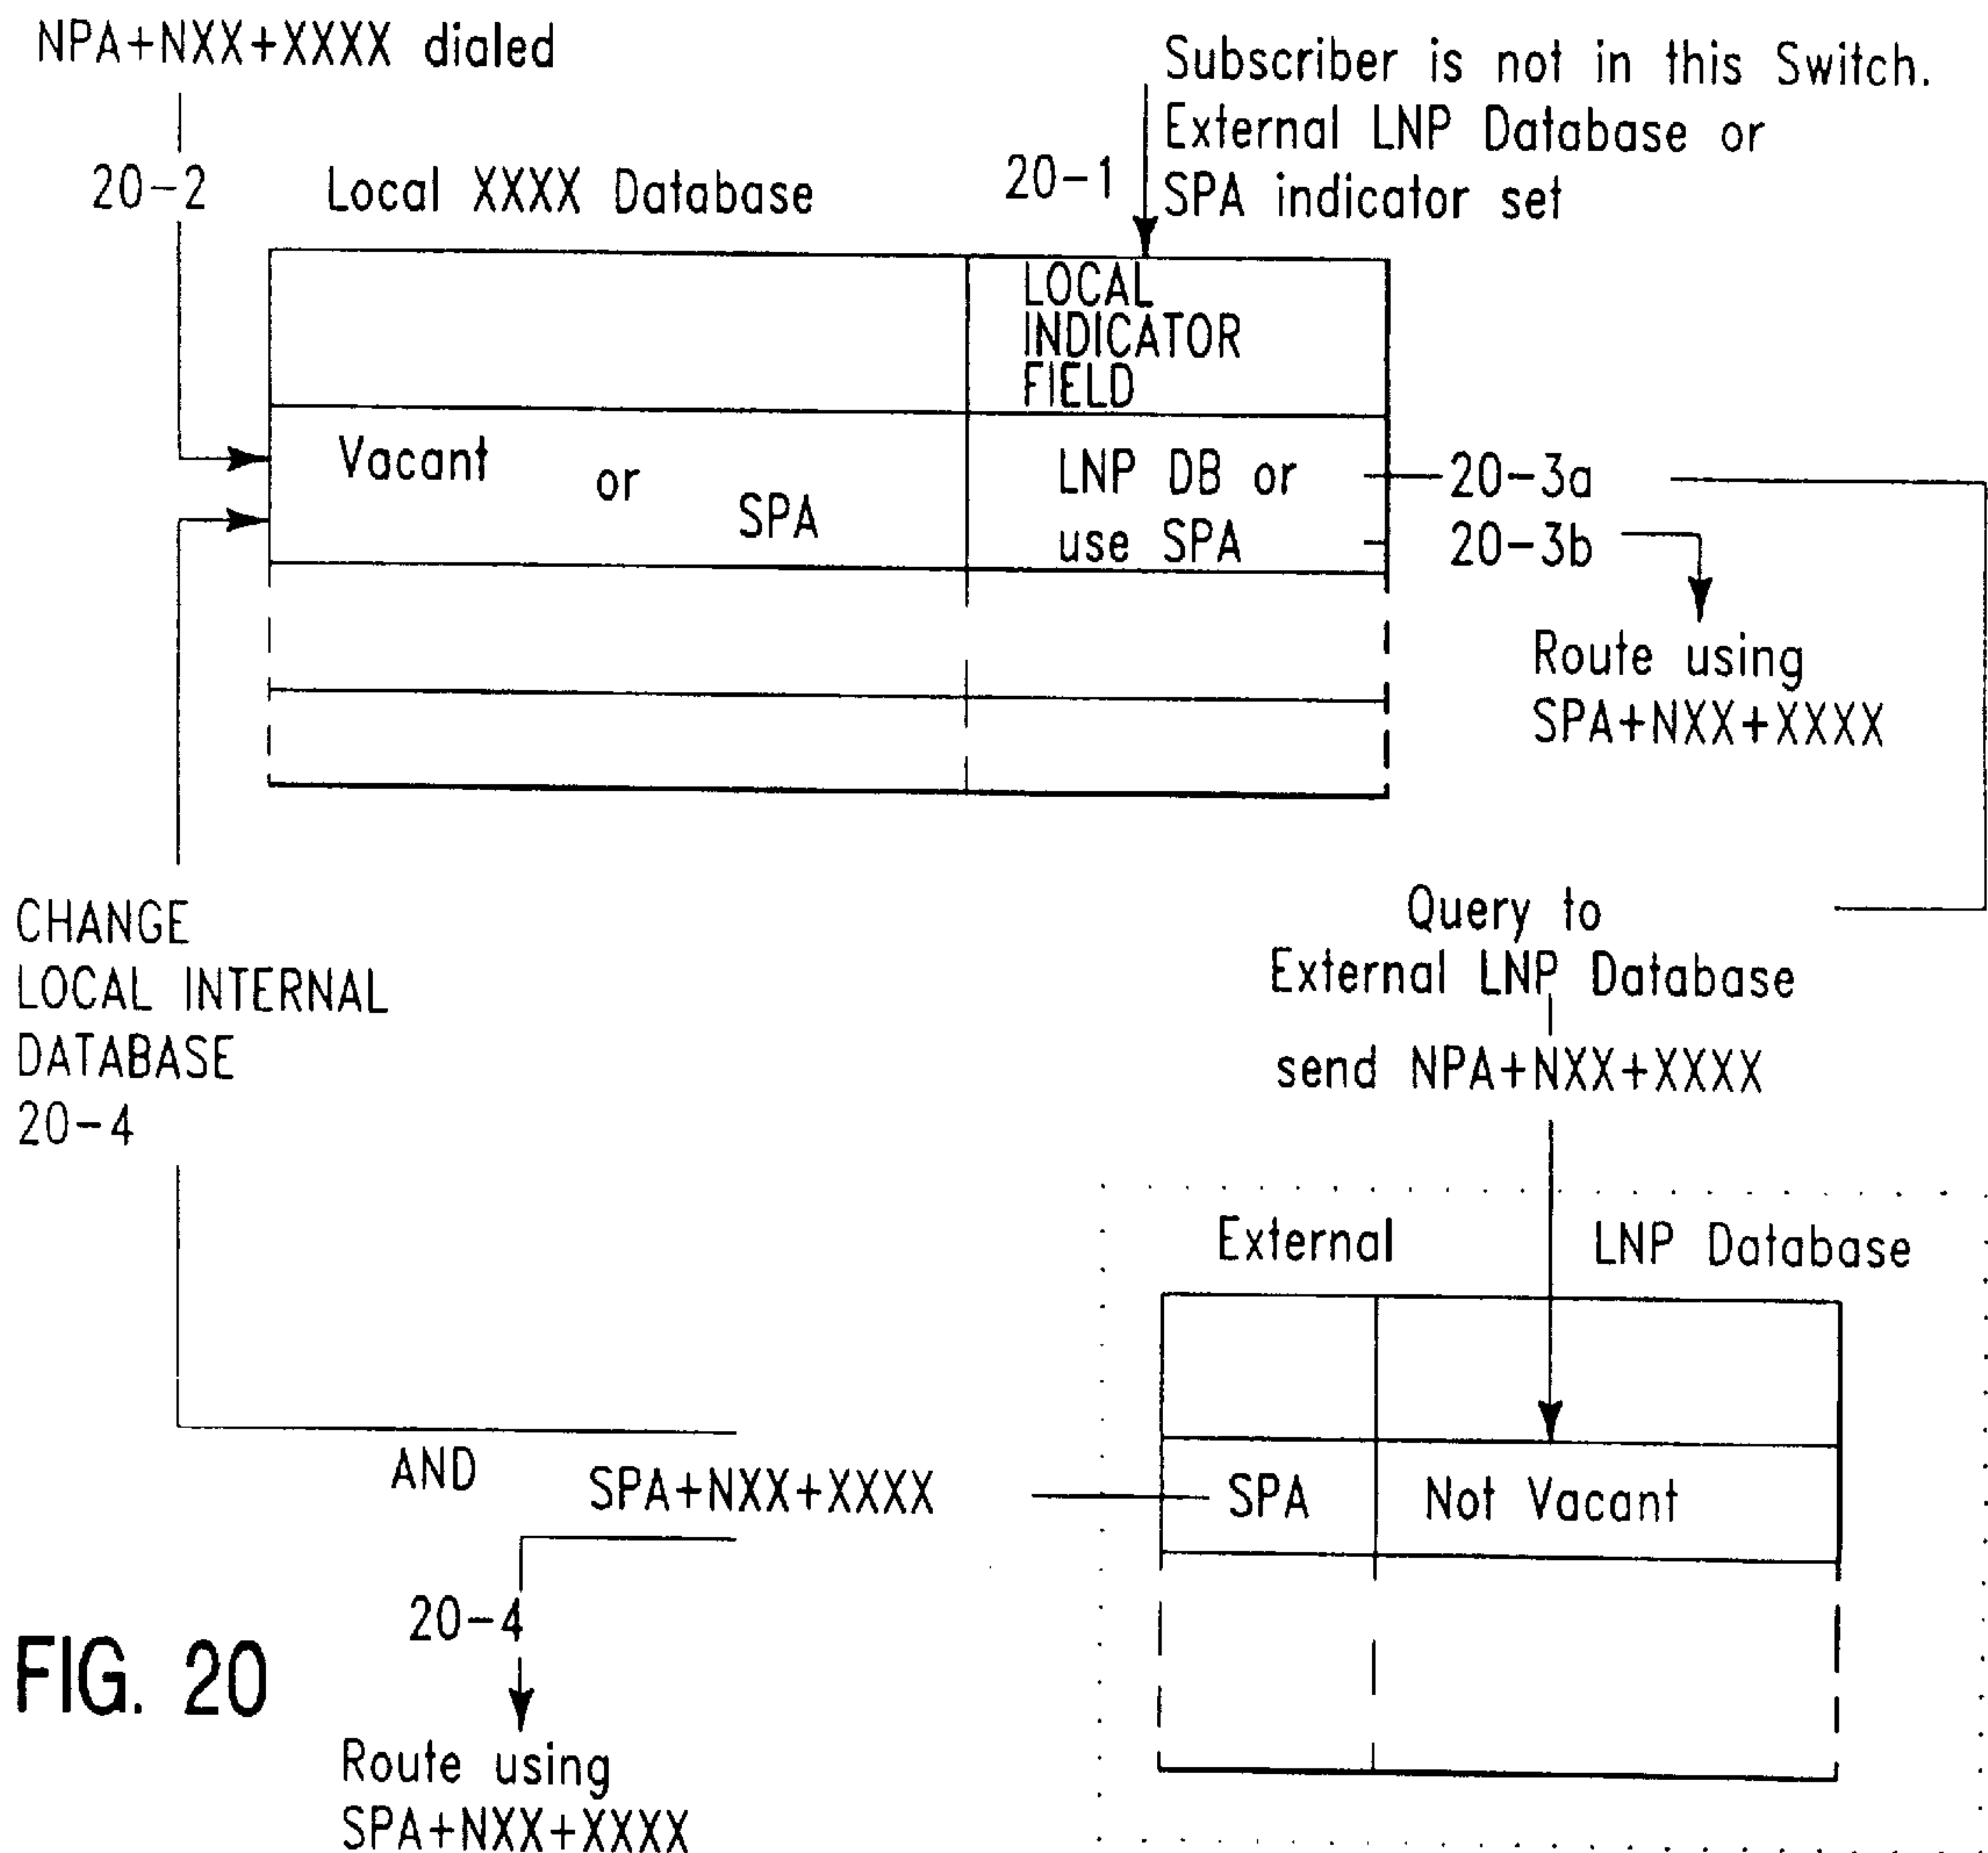 NPA+NXX+XXXX dialed
Subscriber is not in this Switch.
External LNP Database or
SPA indicator set
20-1
20-2
Local XXXX Database
LOCAL
INDICATOR
FIELD
Vacant or SPA
LNP DB or
use SPA
20-3a
20-3b
Route using
SPA+NXX+XXXX
CHANGE
LOCAL INTERNAL
DATABASE
20-4
Query to
External LNP Database
send NPA+NXX+XXXX
External LNP Database
SPA
Not Vacant
AND
SPA+NXX+XXXX
20-4
Route using
SPA+NXX+XXXX
FIG. 20